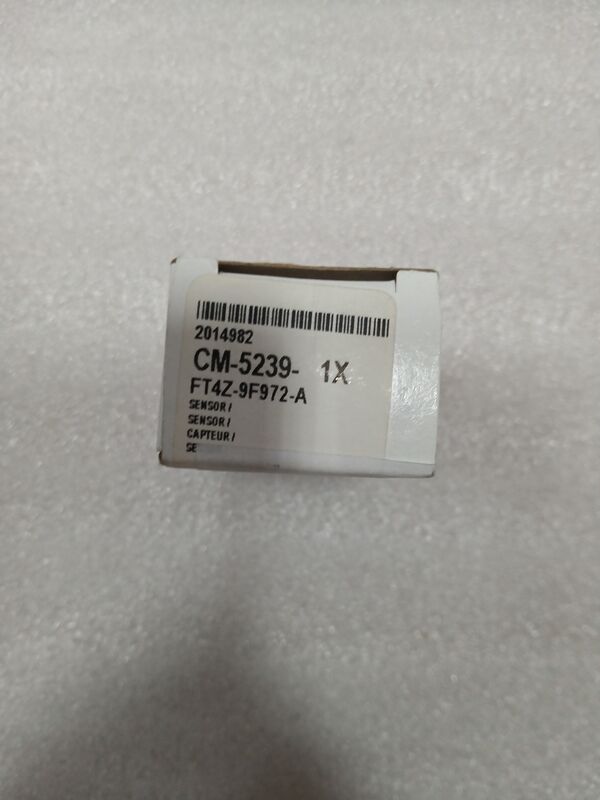 2014982
CM-5239- 1X
FT4Z-9F972-A
SENSOR /
SENSOR /
CAPTEUR /
SE